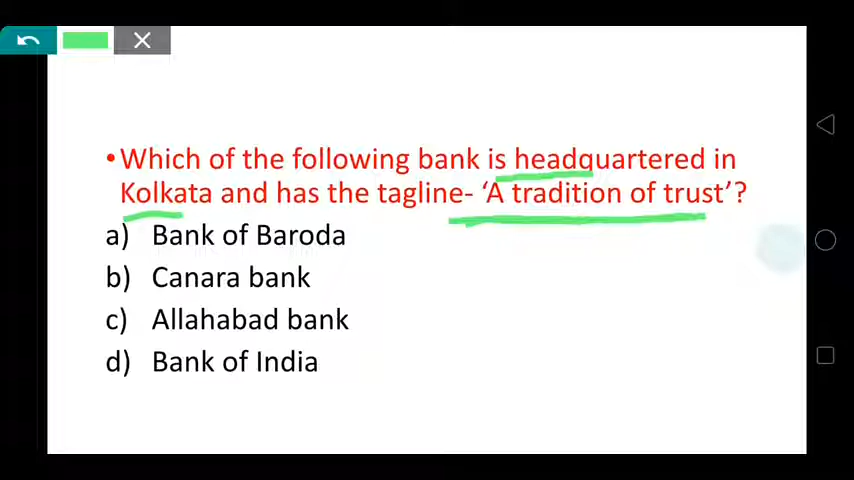 •Which of the following bank is headquartered in
Kolkata and has the tagline- ‘A tradition of trust’?
a) Bank of Baroda
b) Canara bank
c) Allahabad bank
d) Bank of India